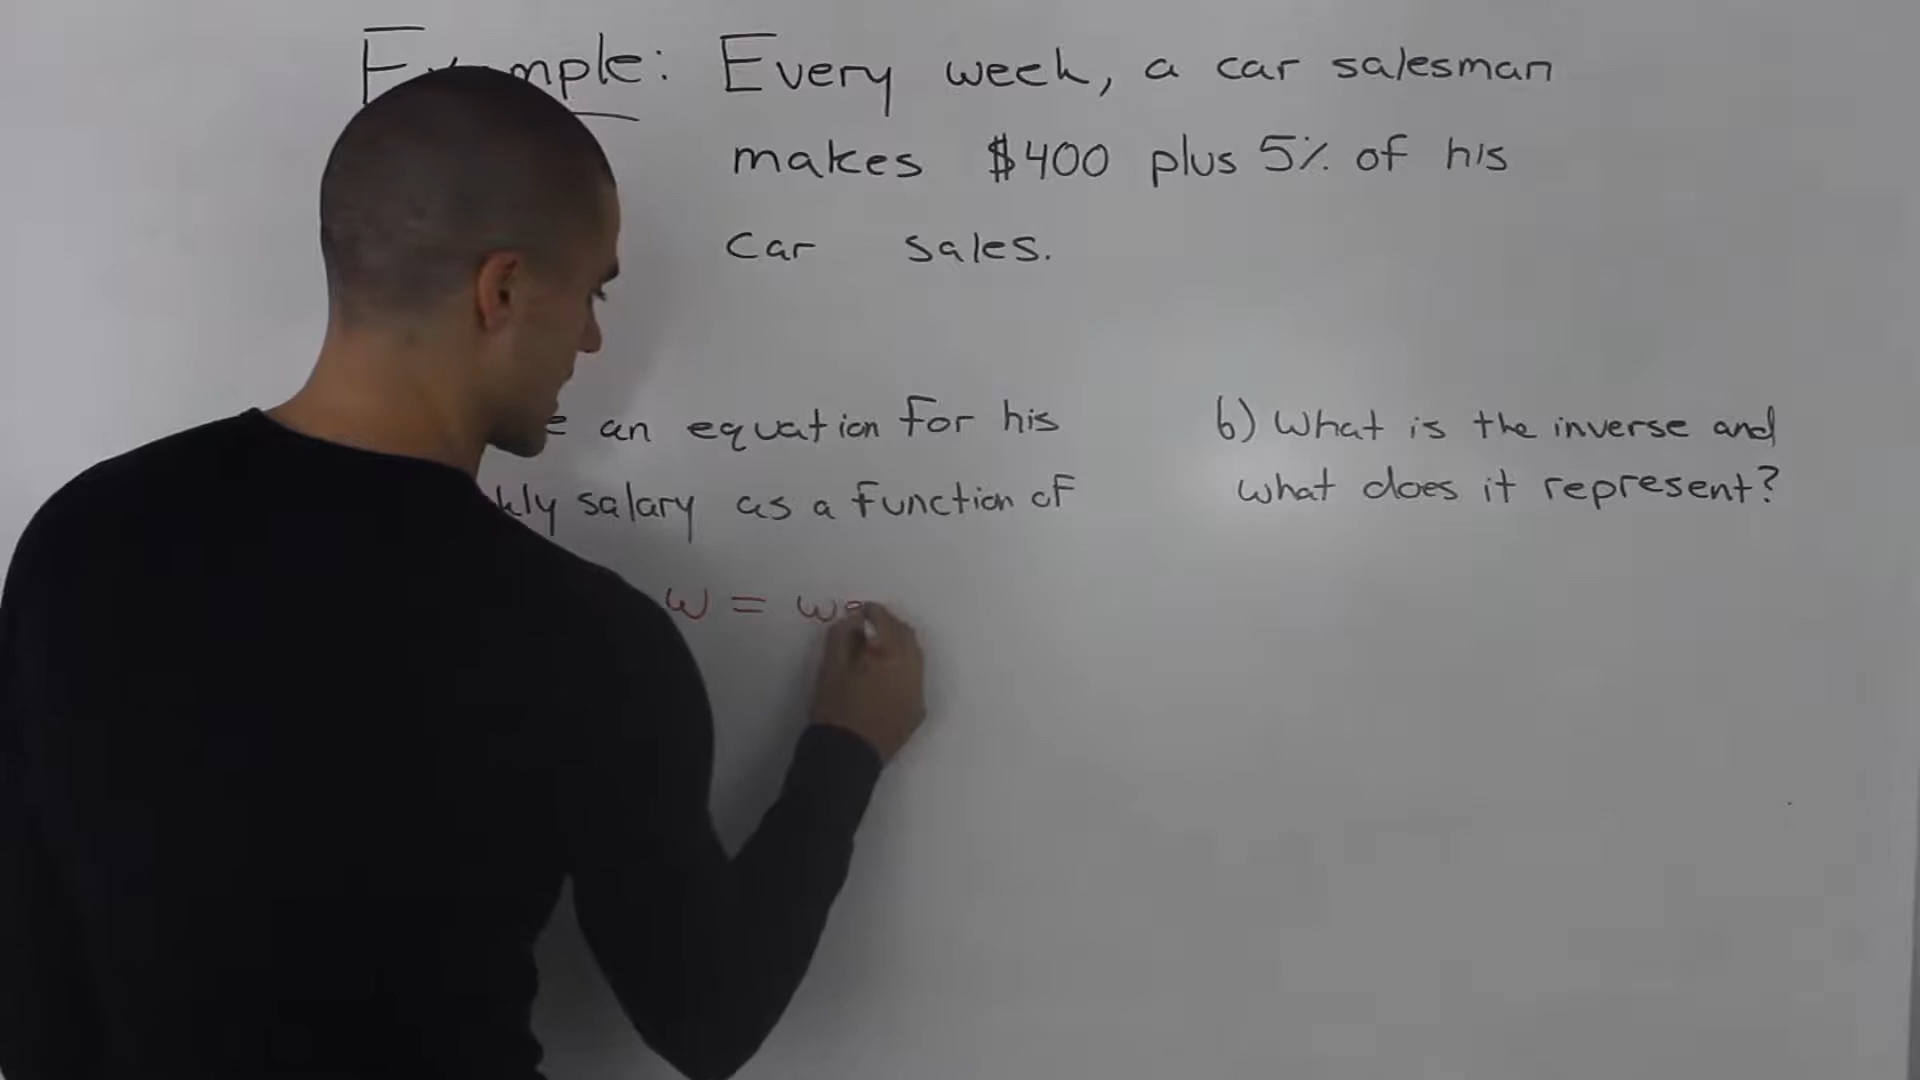 Example: Every week, a car salesman
makes $400 plus 5% of his
car sales.
an equation for his
salary as a function of
w =
b) What is the inverse and
what does it represent?